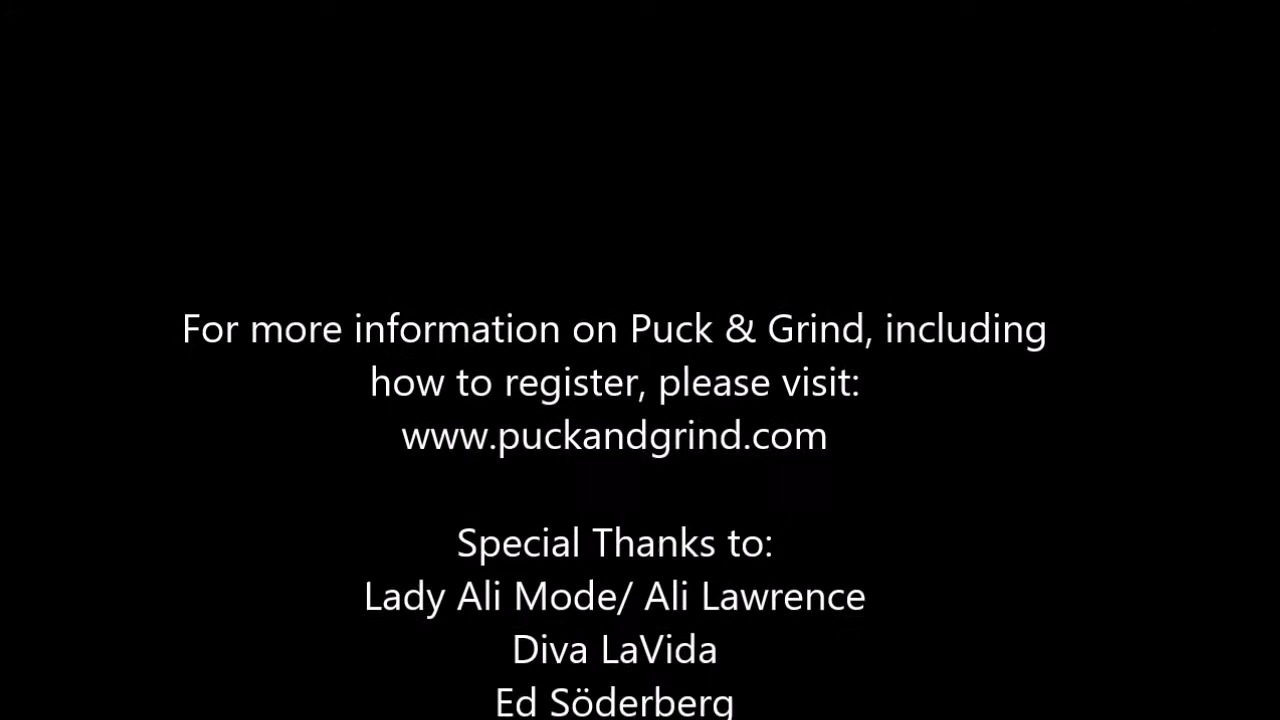 For more information on Puck & Grind, including
how to register, please visit:
www.puckandgrind.com
Special Thanks to:
Lady Ali Mode/ Ali Lawrence
Diva LaVida
Ed Söderberg